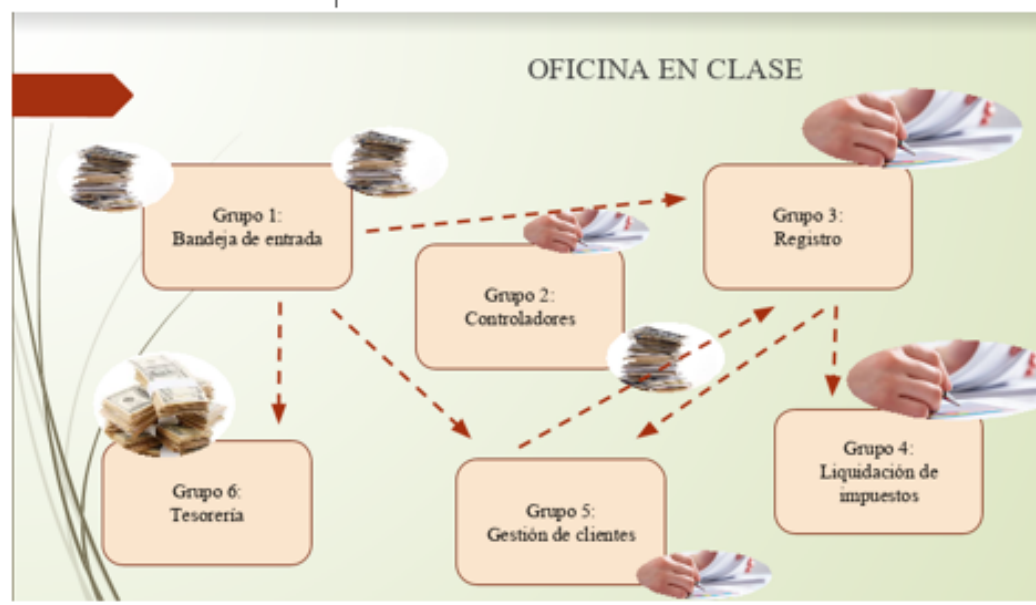 OFICINA EN CLASE
Grupo 1:
Bandeja de entrada
Grupo 2:
Controladores
Grupo 3:
Registro
Grupo 4:
Liquidación de
impuestos
Grupo 5:
Gestión de clientes
Grupo 6:
Tesorería